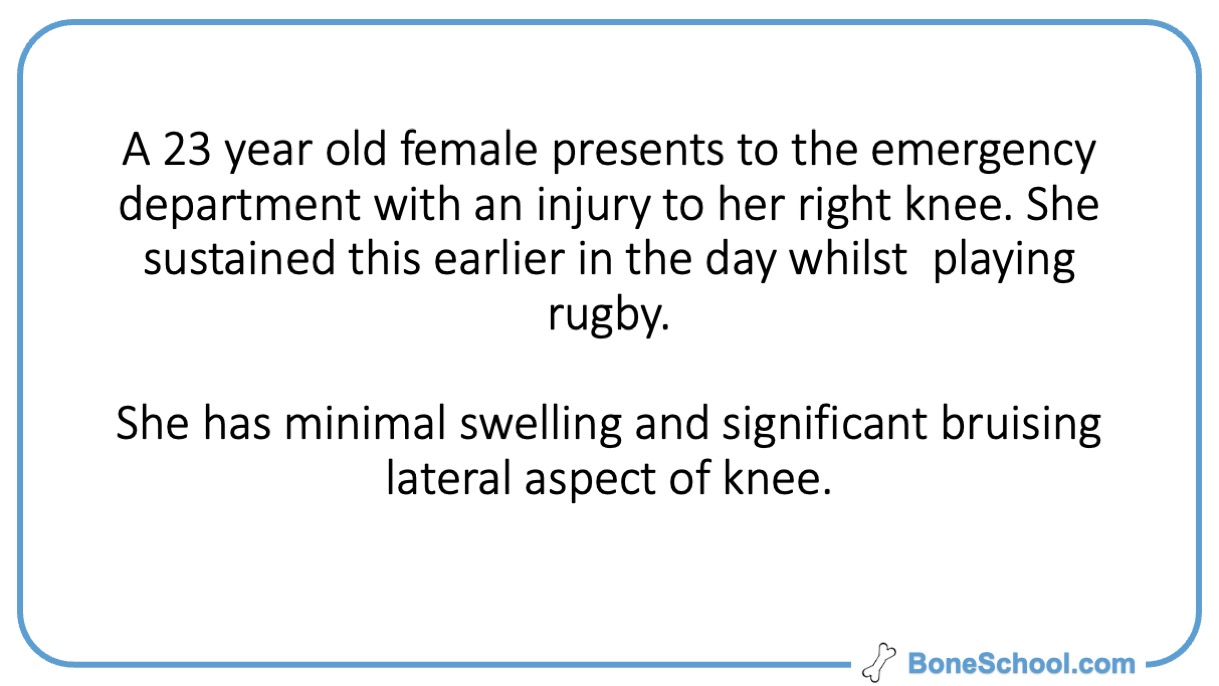 A 23 year old female presents to the emergency
department with an injury to her right knee. She
sustained this earlier in the day whilst  playing
rugby.
She has minimal swelling and significant bruising
lateral aspect of knee.
BoneSchool.com